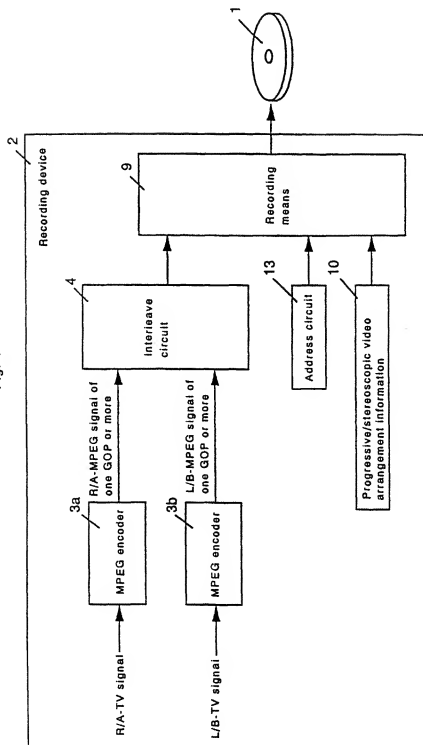 2
Recording device
1
9
Recording
means
4
Interleave
circuit
13
Address circuit
10
Progressive/stereoscopic video
arrangement information
R/A-MPEG signal of
one GOP or more
L/B-MPEG signal of
one GOP or more
3a
MPEG encoder
3b
MPEG encoder
R/A-TV signal
L/B-TV signal